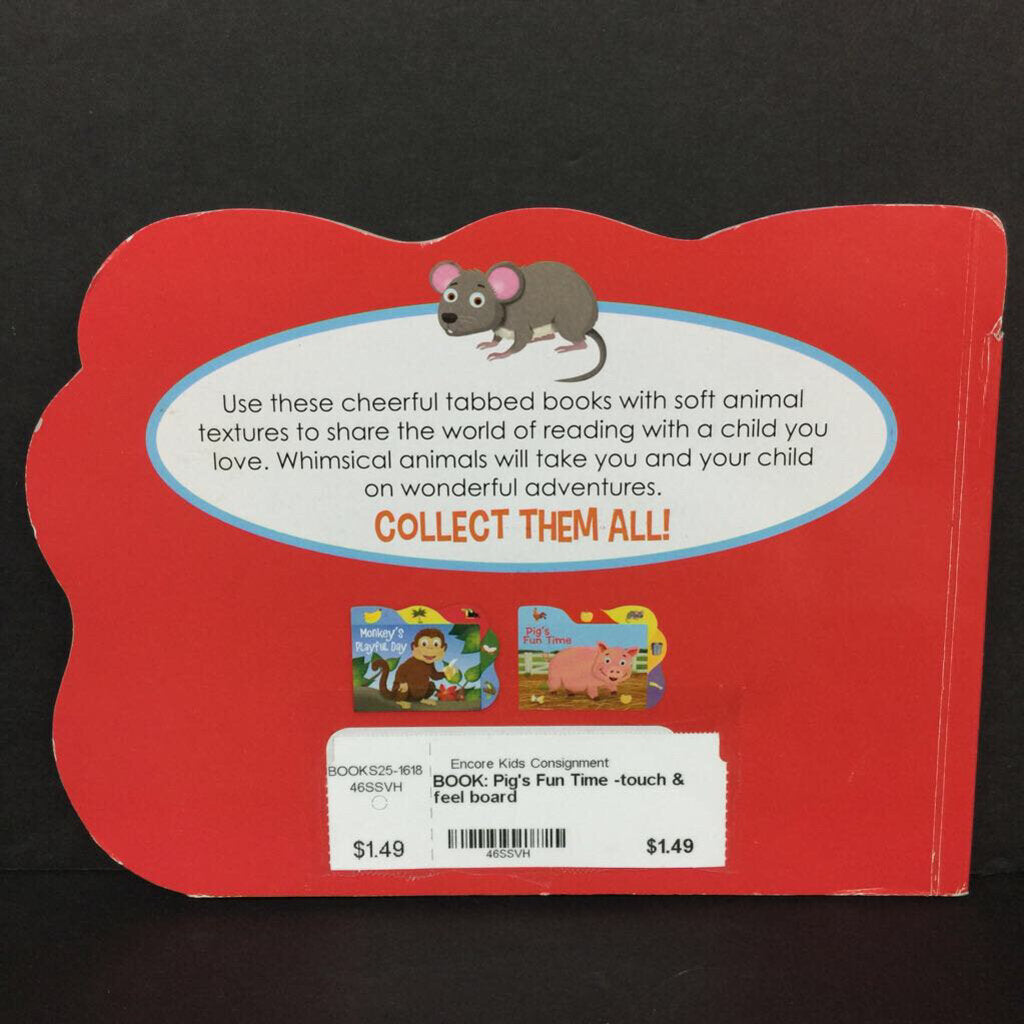 Use these cheerful tabbed books with soft animal
textures to share the world of reading with a child you
love. Whimsical animals will take you and your child
on wonderful adventures.
COLLECT THEM ALL!
Monkey's
Playful Day
Pig's
Fun Time
BOOKS25-1618
46SSVH
$1.49
Encore Kids Consignment
BOOK: Pig's Fun Time -touch &
feel board
46SSVH
$1.49